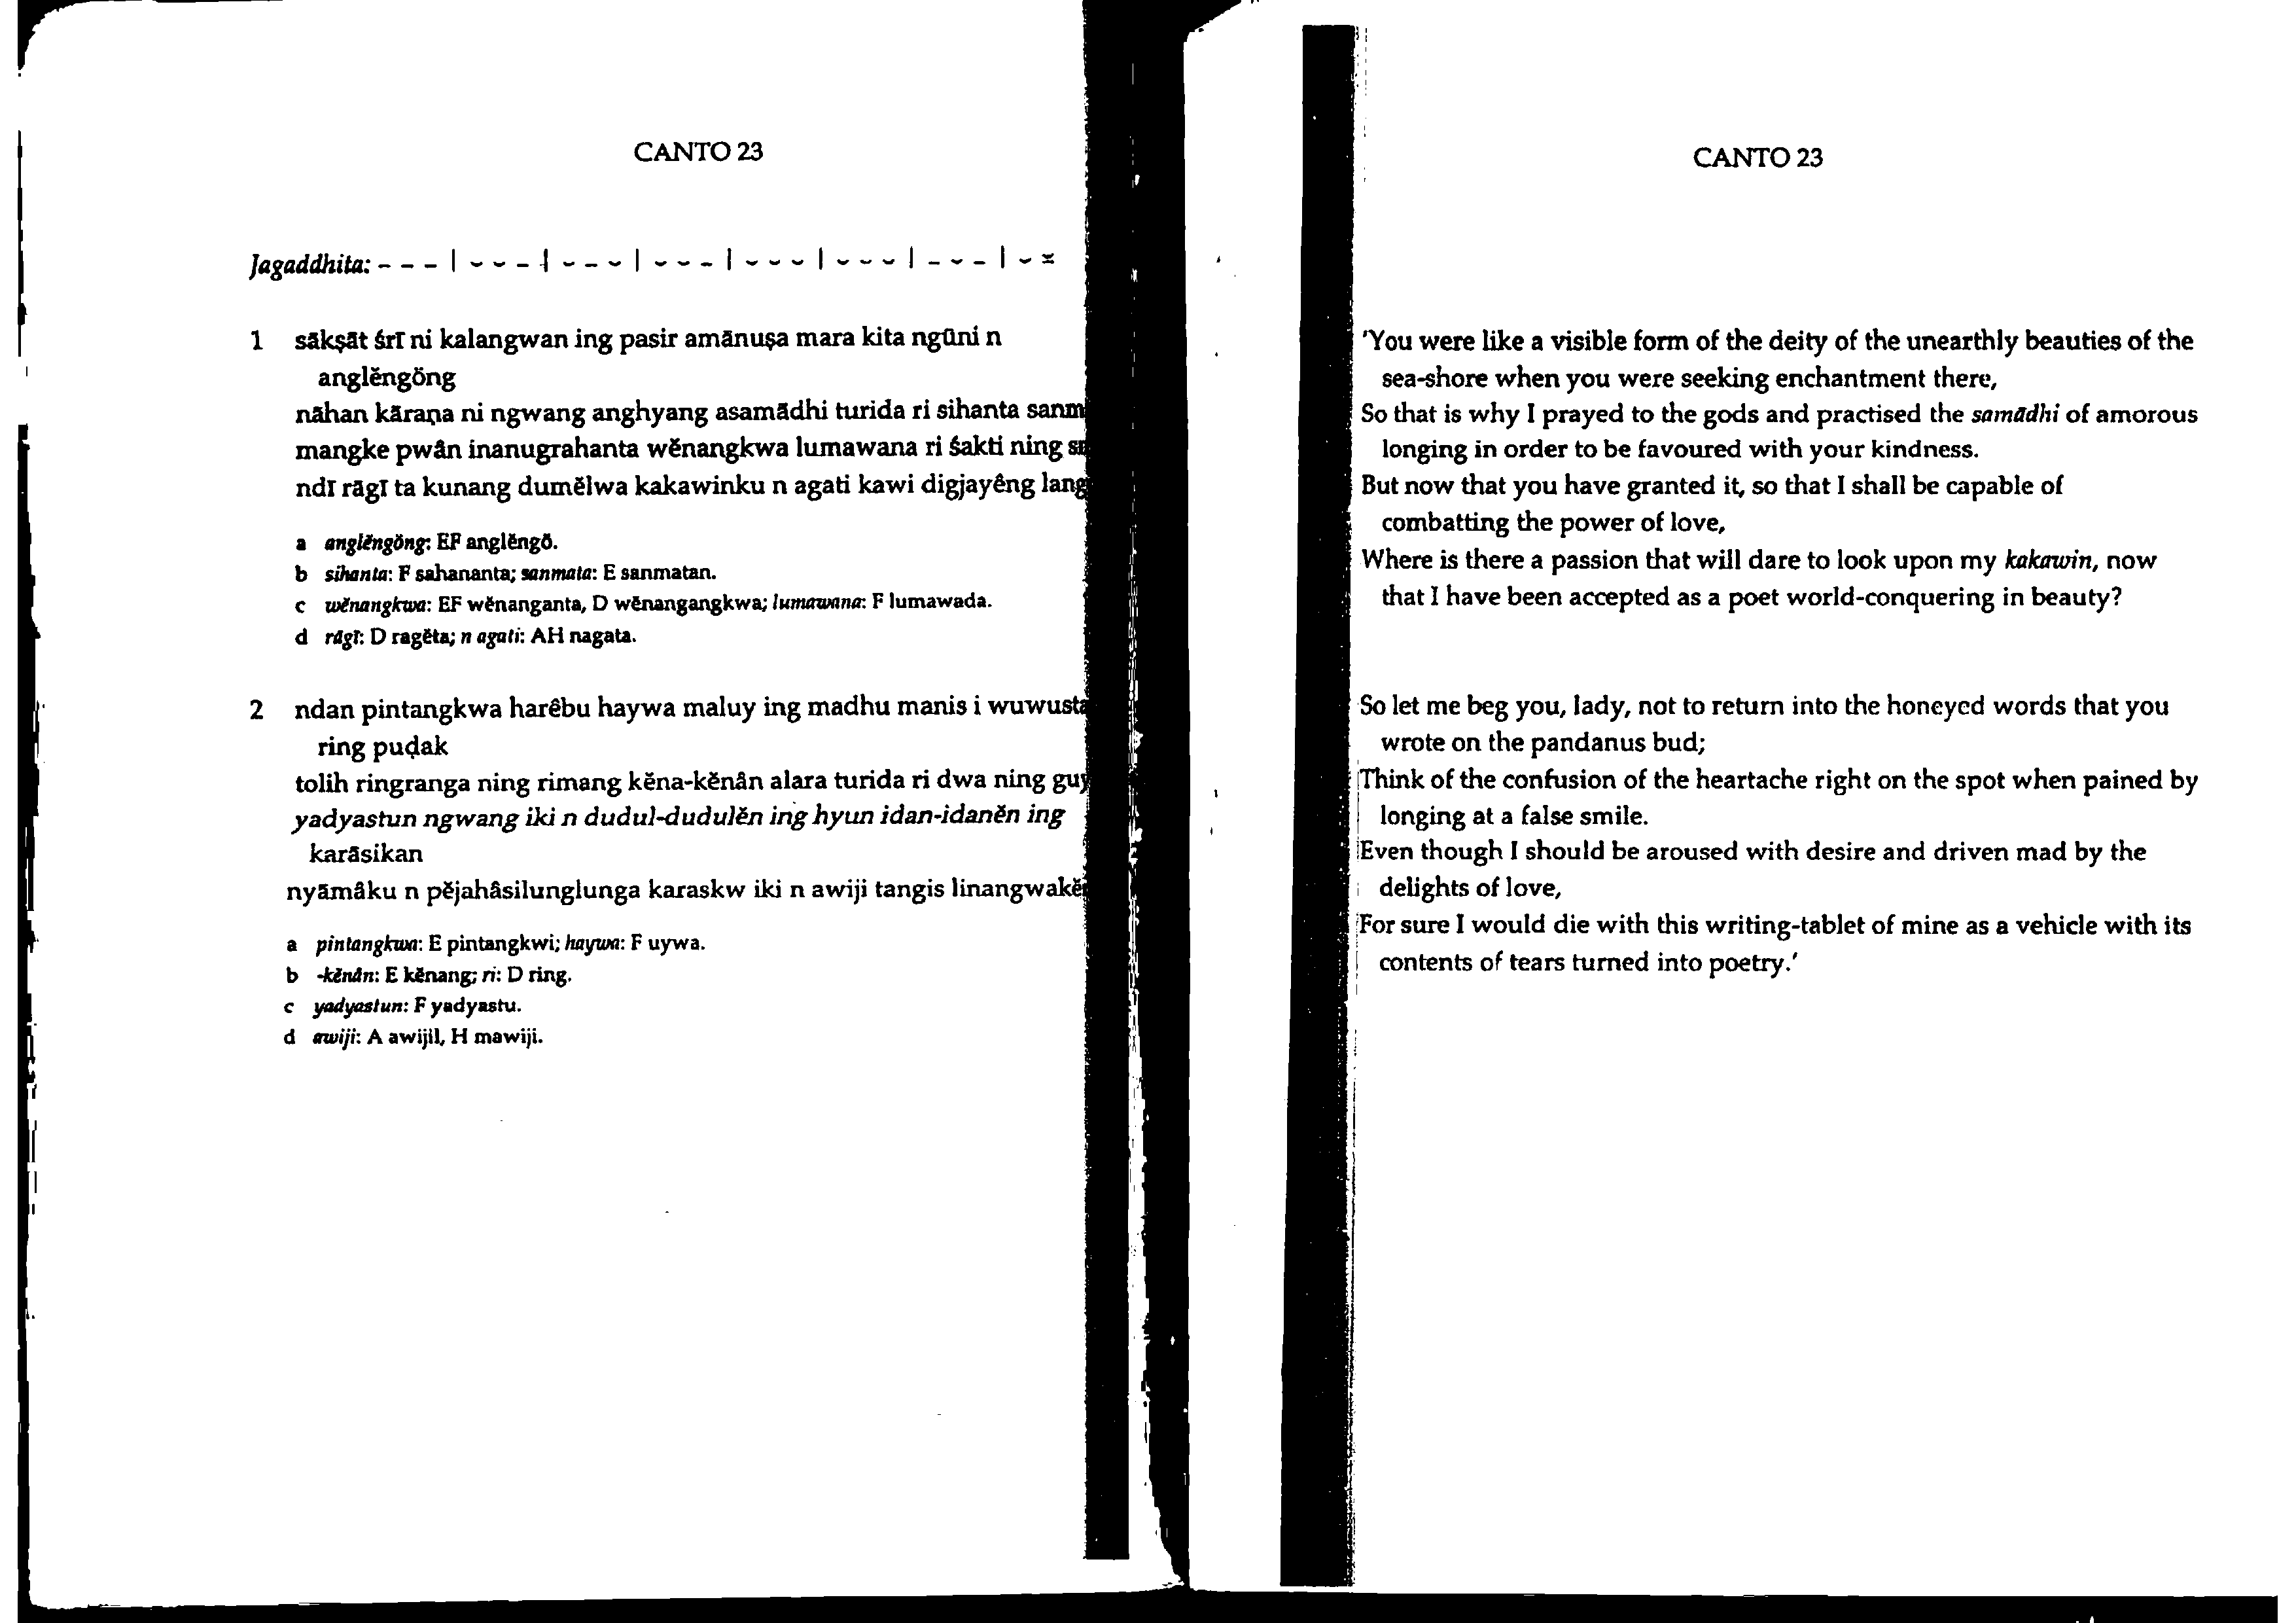 CANTO 23
Jagaddhita: – – – | ⏑ ⏑ – | ⏑ – ⏑ | ⏑ ⏑ – | ⏑ ⏑ ⏑ | ⏑ ⏑ ⏑ | – ⏑ – | ⏑ ⏓
1 sākṣāt śrī ni kalangwan ing pasir amānuṣa mara kita ngūni n
anglĕngöng
nāhan kāraṇa ni ngwang anghyang asamādhi turida ri sihanta
mangke pwân inanugrahanta wĕnangkwa lumawana ri śakti ning
ndī rāgī ta kunang dumĕlwa kakawinku n agati kawi digjayêng
a anglĕngöng: EF anglĕngö.
b sihanta: F sahananta; sanmata: E sanmatan.
c wĕnangkwa: EF wĕnanganta, D wĕnangangkwa; lumawana: F lumawada.
d rāgī: D ragĕta; n agati: AH nagata.
2 ndan pintangkwa harêbu haywa maluy ing madhu manis i
ring puḍak
tolih ringranga ning rimang kĕna-kĕnân alara turida ri dwa ning
yadyastun ngwang iki n dudul-dudulĕn ing hyun idan-idanĕn ing
karāsikan
nyāmâku n pĕjahâsilunglunga karaskw iki n awiji tangis
a pintangkwa: E pintangkwi; haywa: F uywa.
b -kĕnân: E kĕnang; ri: D ring.
c yadyastun: F yadyastu.
d awiji: A awijil, H mawiji.
CANTO 23
'You were like a visible form of the deity of the unearthly beauties of the
sea-shore when you were seeking enchantment there,
So that is why I prayed to the gods and practised the samādhi of amorous
longing in order to be favoured with your kindness.
But now that you have granted it, so that I shall be capable of
combatting the power of love,
Where is there a passion that will dare to look upon my kakawin, now
that I have been accepted as a poet world-conquering in beauty?
So let me beg you, lady, not to return into the honeyed words that you
wrote on the pandanus bud;
Think of the confusion of the heartache right on the spot when pained by
longing at a false smile.
Even though I should be aroused with desire and driven mad by the
delights of love,
For sure I would die with this writing-tablet of mine as a vehicle with its
contents of tears turned into poetry.'